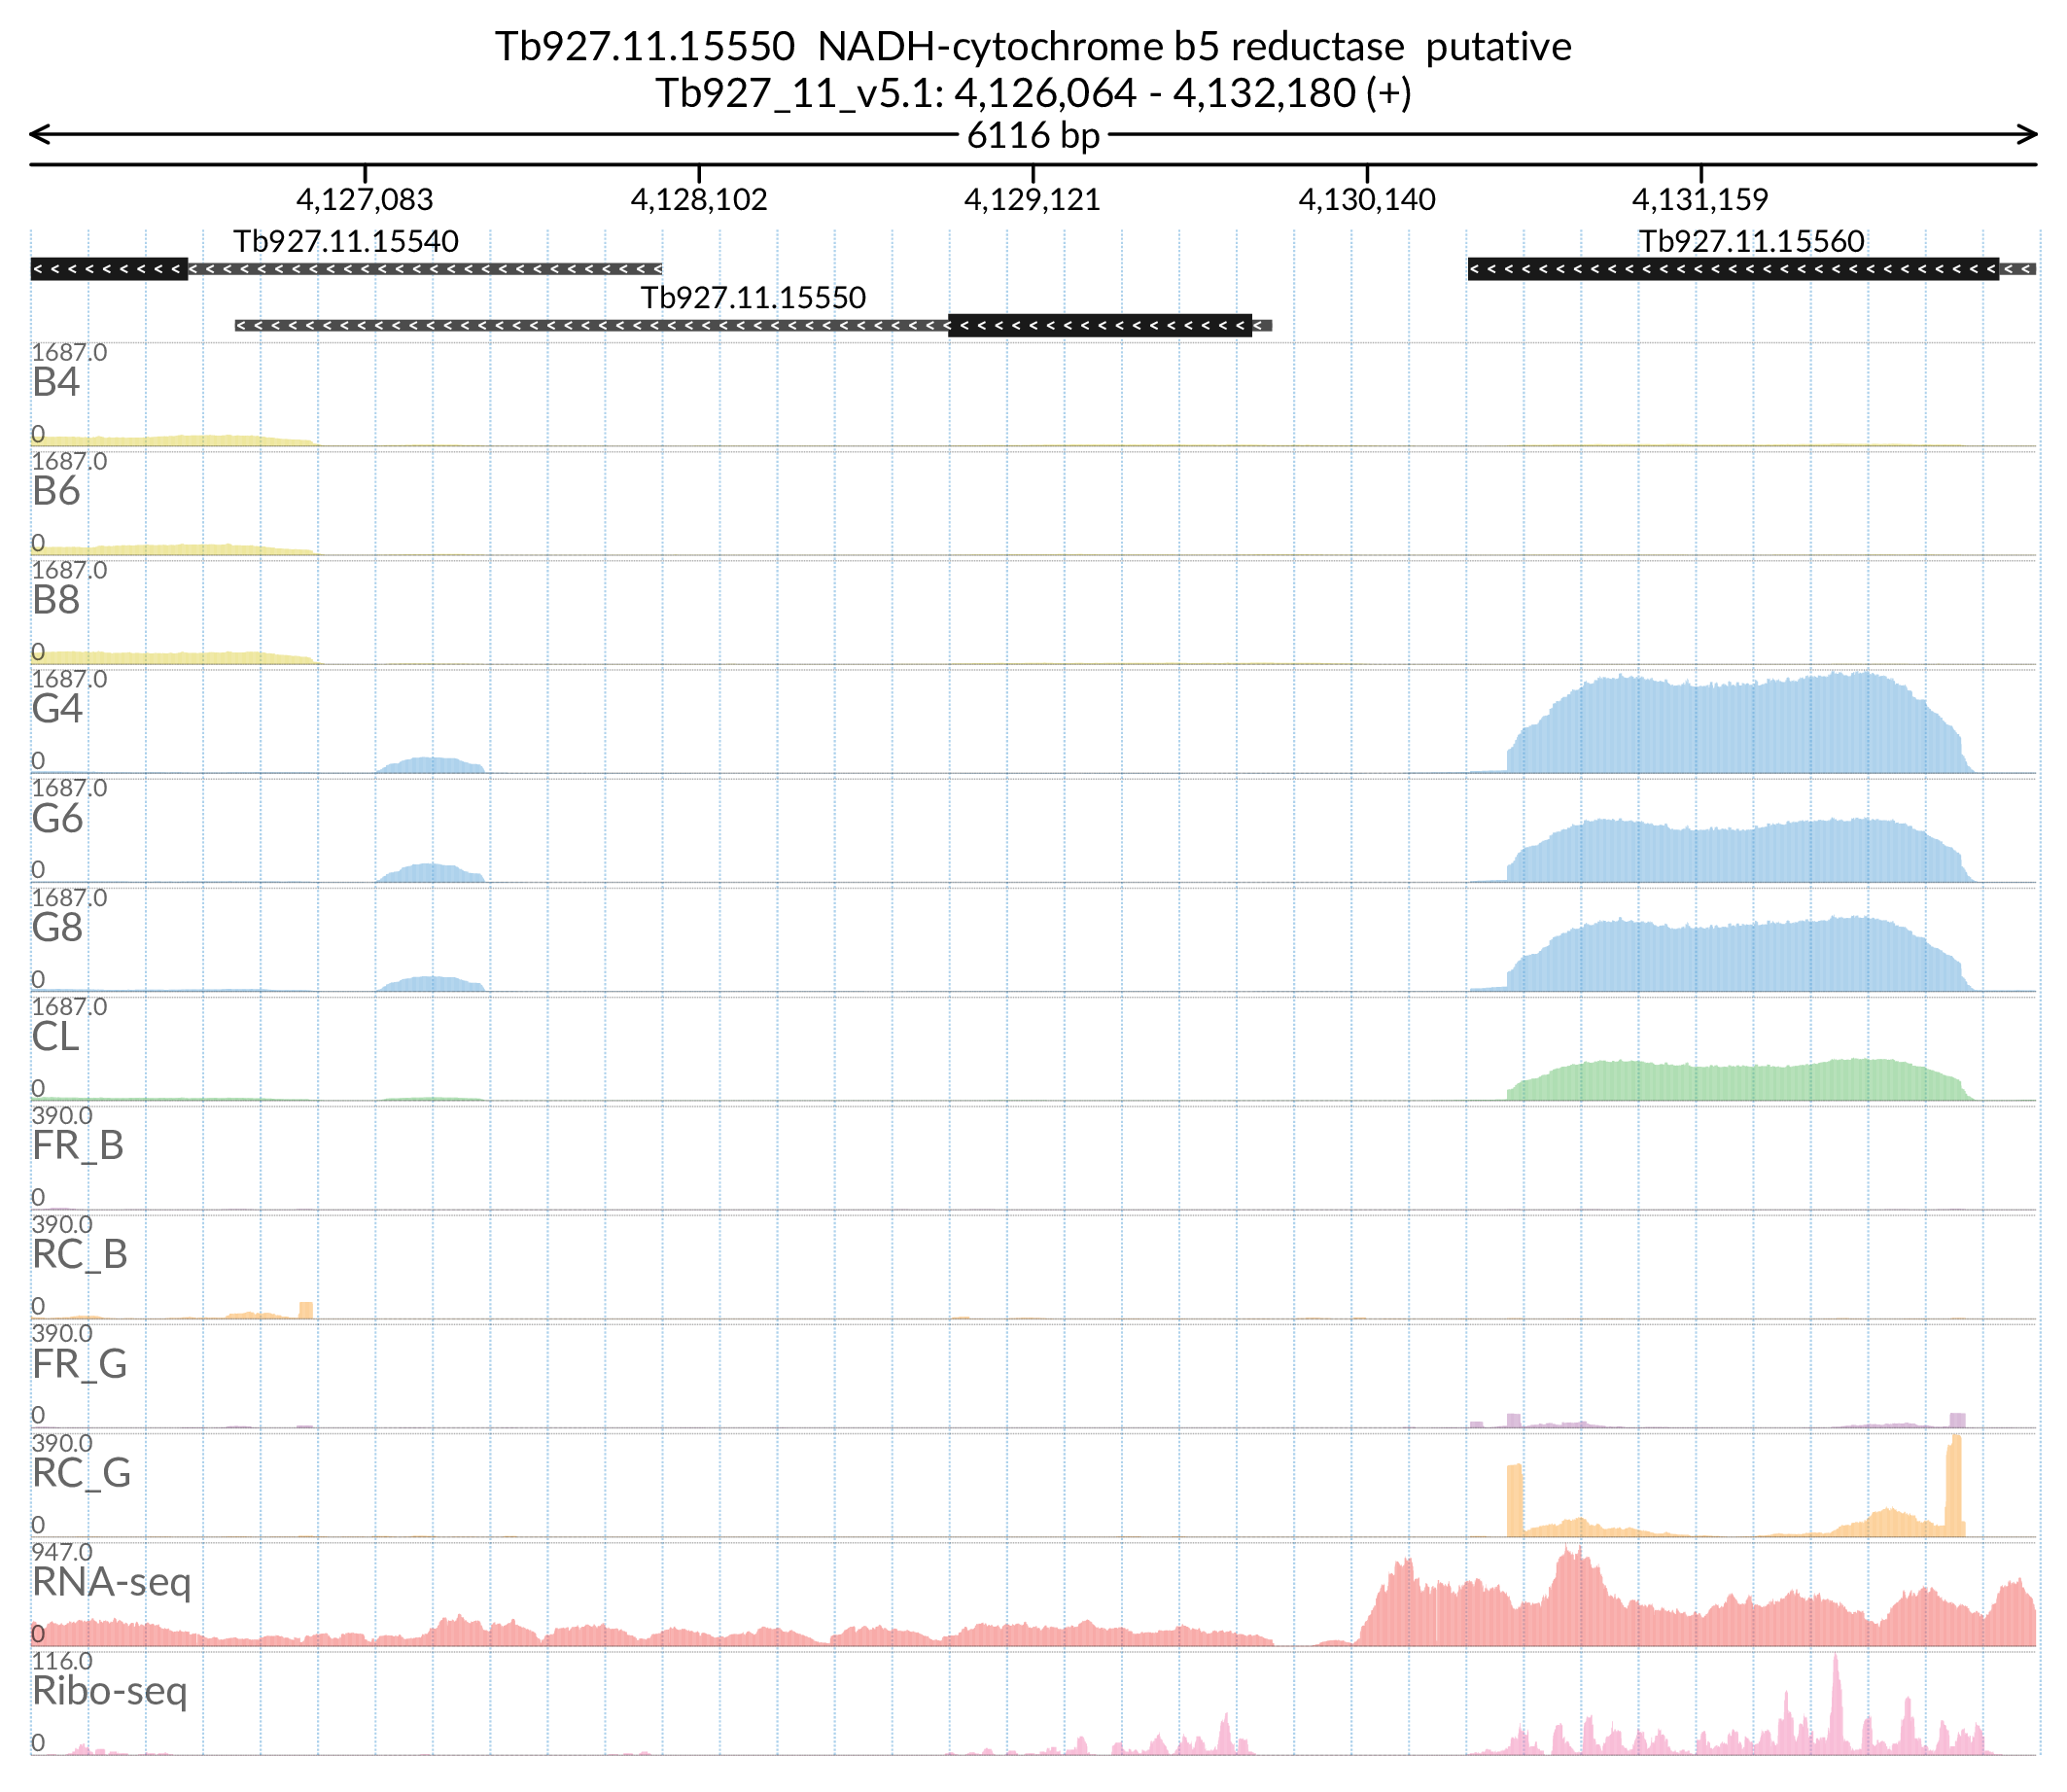 Tb927.11.15550  NADH-cytochrome b5 reductase  putative
Tb927_11_v5.1: 4,126,064 - 4,132,180 (+)
6116 bp
4,127,083 4,128,102 4,129,121 4,130,140 4,131,159
Tb927.11.15540 Tb927.11.15560
Tb927.11.15550
1687.0
B4
0
1687.0
B6
0
1687.0
B8
0
1687.0
G4
0
1687.0
G6
0
1687.0
G8
0
1687.0
CL
0
390.0
FR_B
0
390.0
RC_B
0
390.0
FR_G
0
390.0
RC_G
0
947.0
RNA-seq
0
116.0
Ribo-seq
0